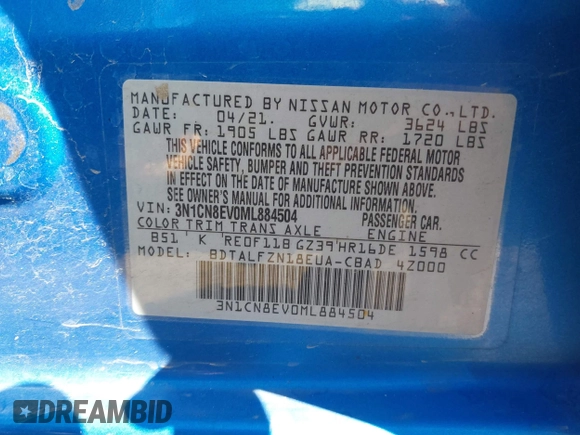 MANUFACTURED BY NISSAN MOTOR CO., LTD.
DATE: 04/21. GVWR: 3624 LBS
GAWR FR: 1905 LBS GAWR RR: 1720 LBS
THIS VEHICLE CONFORMS TO ALL APPLICABLE FEDERAL MOTOR
VEHICLE SAFETY, BUMPER AND THEFT PREVENTION STANDARDS
IN EFFECT ON THE DATE OF MANUFACTURE SHOWN ABOVE.
SEE OWNER'S MANUAL FOR ADDITIONAL INFORMATION.
VIN: 3N1CN8EV0ML884504 PASSENGER CAR.
COLOR TRIM TRANS AXLE ENGINE
B51 K RE0F11B GZ39 HR16DE 1598 CC
MODEL: BDTALFZN18EUA-CBAD 4Z000
3N1CN8EV0ML884504
DREAMBID